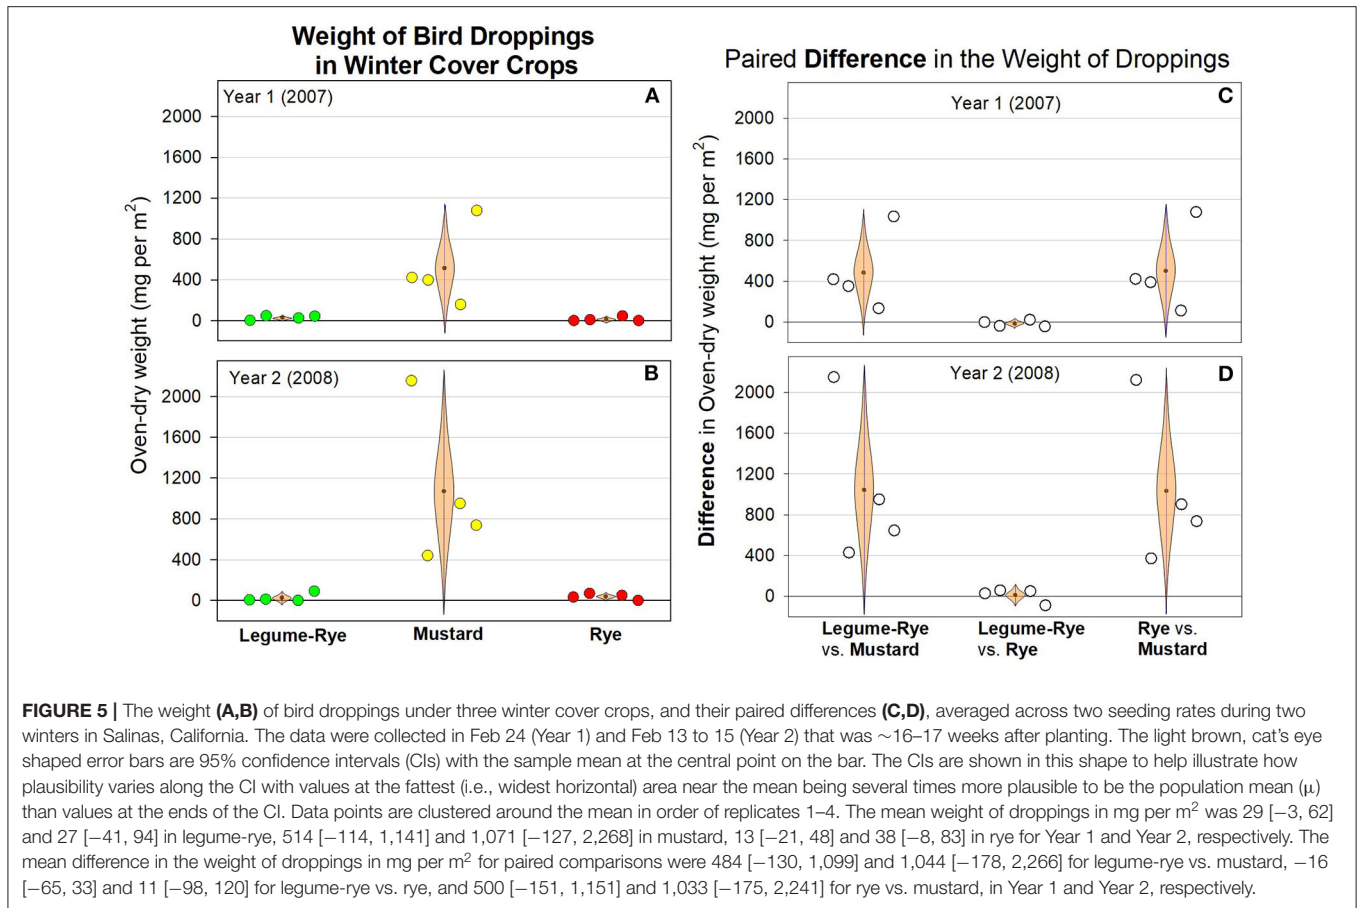 Weight of Bird Droppings
in Winter Cover Crops
Oven-dry weight (mg per m²)
Year 1 (2007)
A
2000
1600
1200
800
400
0
Year 2 (2008)
B
2000
1600
1200
800
400
0
Legume-Rye
Mustard
Rye
Paired Difference in the Weight of Droppings
Difference in Oven-dry weight (mg per m²)
Year 1 (2007)
C
2000
1600
1200
800
400
0
Year 2 (2008)
D
2000
1600
1200
800
400
0
Legume-Rye
vs. Mustard
Legume-Rye
vs. Rye
Rye vs.
Mustard
FIGURE 5 | The weight (A,B) of bird droppings under three winter cover crops, and their paired differences (C,D), averaged across two seeding rates during two
winters in Salinas, California. The data were collected in Feb 24 (Year 1) and Feb 13 to 15 (Year 2) that was ∼16–17 weeks after planting. The light brown, cat's eye
shaped error bars are 95% confidence intervals (CIs) with the sample mean at the central point on the bar. The CIs are shown in this shape to help illustrate how
plausibility varies along the CI with values at the fattest (i.e., widest horizontal) area near the mean being several times more plausible to be the population mean (μ)
than values at the ends of the CI. Data points are clustered around the mean in order of replicates 1–4. The mean weight of droppings in mg per m² was 29 [−3, 62]
and 27 [−41, 94] in legume-rye, 514 [−114, 1,141] and 1,071 [−127, 2,268] in mustard, 13 [−21, 48] and 38 [−8, 83] in rye for Year 1 and Year 2, respectively. The
mean difference in the weight of droppings in mg per m² for paired comparisons were 484 [−130, 1,099] and 1,044 [−178, 2,266] for legume-rye vs. mustard, −16
[−65, 33] and 11 [−98, 120] for legume-rye vs. rye, and 500 [−151, 1,151] and 1,033 [−175, 2,241] for rye vs. mustard, in Year 1 and Year 2, respectively.